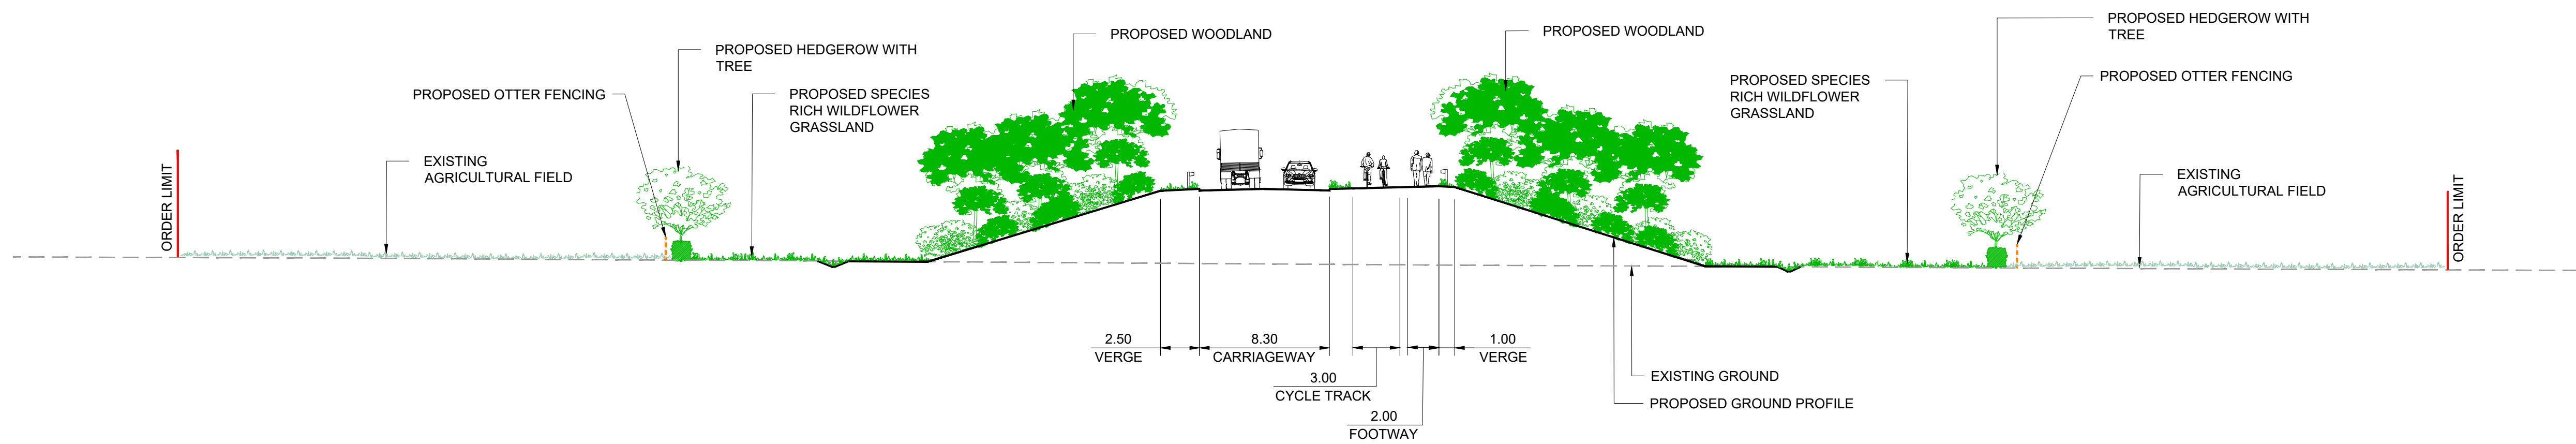 ORDER LIMIT
EXISTING
AGRICULTURAL FIELD
PROPOSED OTTER FENCING
PROPOSED HEDGEROW WITH
TREE
PROPOSED SPECIES
RICH WILDFLOWER
GRASSLAND
PROPOSED WOODLAND
PROPOSED WOODLAND
PROPOSED SPECIES
RICH WILDFLOWER
GRASSLAND
PROPOSED HEDGEROW WITH
TREE
PROPOSED OTTER FENCING
EXISTING
AGRICULTURAL FIELD
ORDER LIMIT
2.50
VERGE
8.30
CARRIAGEWAY
1.00
VERGE
3.00
CYCLE TRACK
2.00
FOOTWAY
EXISTING GROUND
PROPOSED GROUND PROFILE